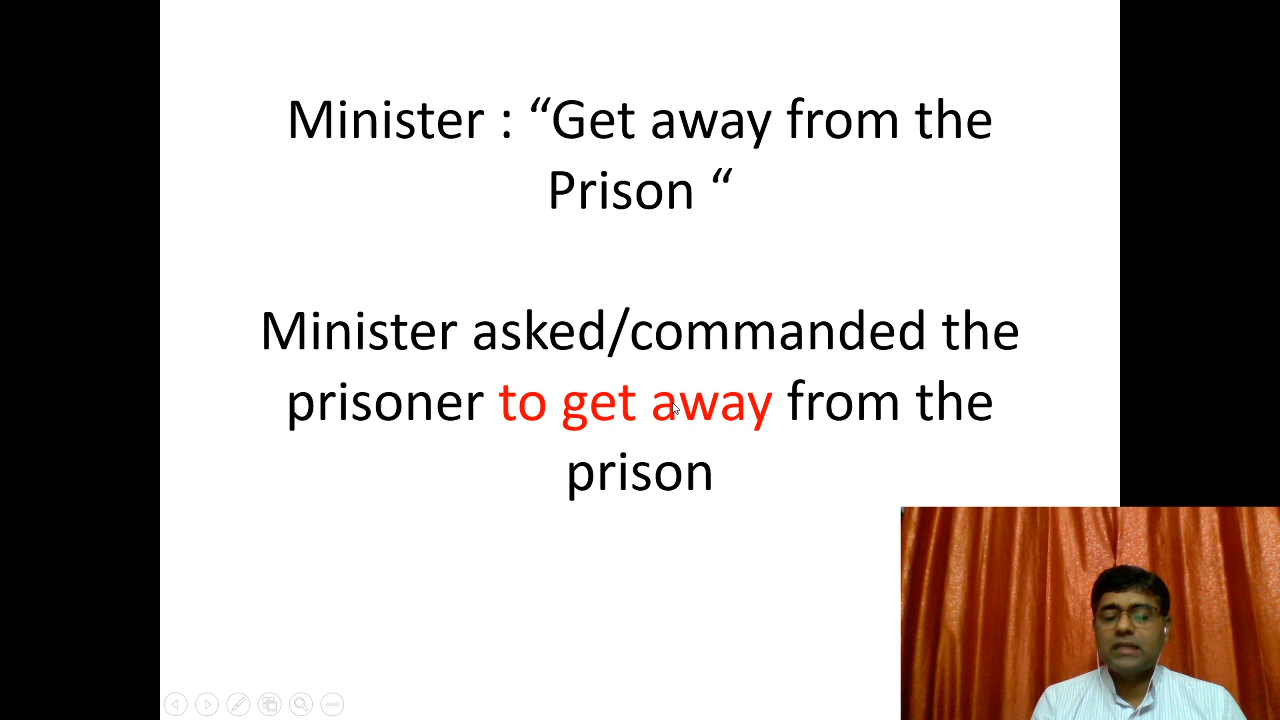 Minister : “Get away from the
Prison “
Minister asked/commanded the
prisoner to get away from the
prison